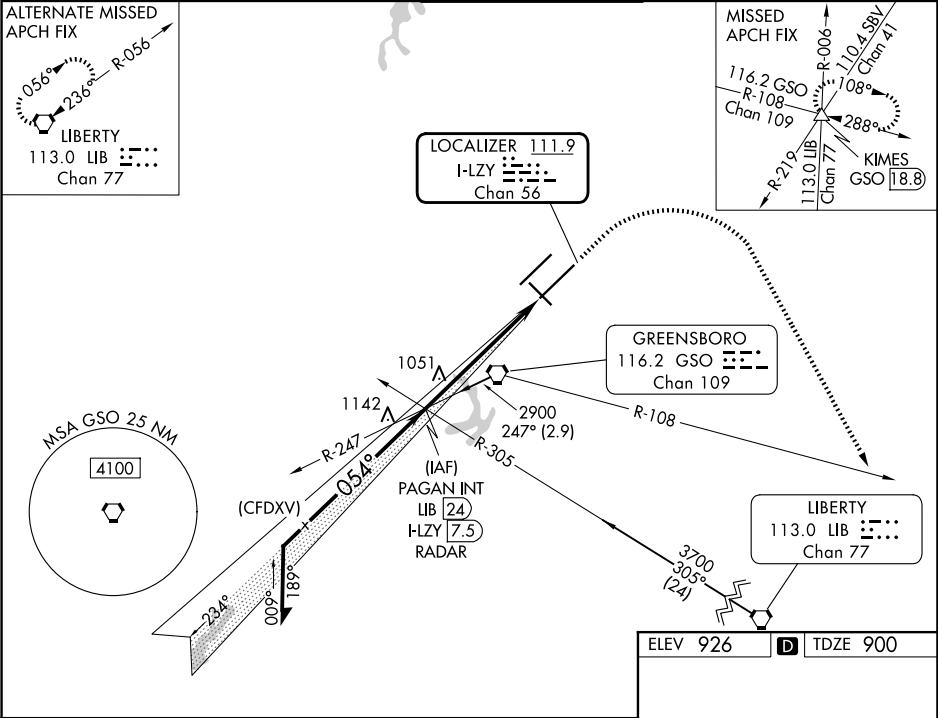 ALTERNATE MISSED
APCH FIX
R-056
056°
236°
LIBERTY
113.0 LIB
Chan 77
MISSED
APCH FIX
R-006
110.4 SBV
Chan 41
116.2 GSO
R-108
Chan 109
108°
288°
R-219
113.0 LIB
Chan 77
KIMES
GSO 18.8
LOCALIZER 111.9
I-LZY
Chan 56
GREENSBORO
116.2 GSO
Chan 109
1051
1142
2900
247° (2.9)
R-108
R-247
R-305
MSA GSO 25 NM
4100
054°
(IAF)
PAGAN INT
LIB 24
I-LZY 7.5
RADAR
(CFDXV)
LIBERTY
113.0 LIB
Chan 77
3700
305°
(24)
009°
189°
234°
ELEV 926
D
TDZE 900